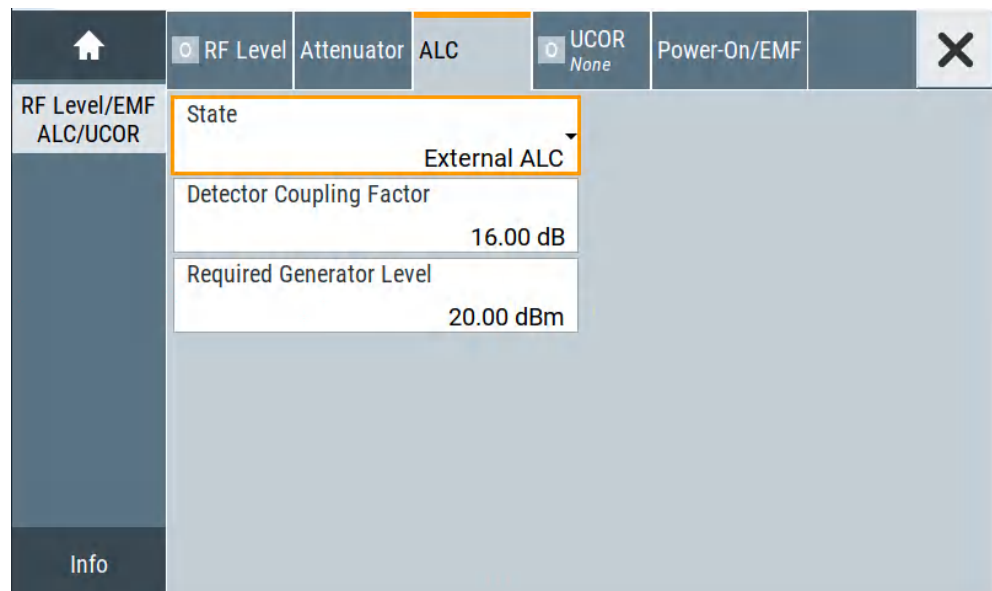 O RF Level
Attenuator
ALC
O UCOR
None
Power-On/EMF
RF Level/EMF
ALC/UCOR
State
External ALC
Detector Coupling Factor
16.00 dB
Required Generator Level
20.00 dBm
Info